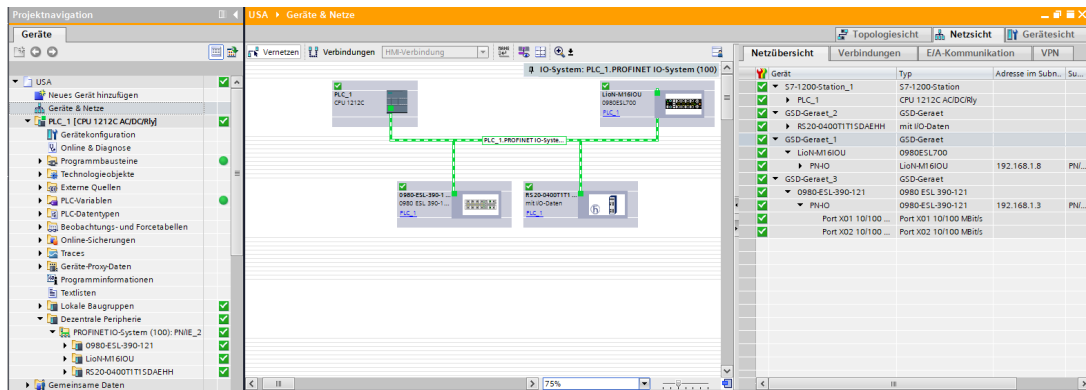 Projektnavigation
Geräte
USA
Neues Gerät hinzufügen
Geräte & Netze
PLC_1 [CPU 1212C AC/DC/Rly]
Gerätekonfiguration
Online & Diagnose
Programmbausteine
Technologieobjekte
Externe Quellen
PLC-Variablen
PLC-Datentypen
Beobachtungs- und Forcetabellen
Online-Sicherungen
Traces
Geräte-Proxy-Daten
Programminformationen
Textlisten
Lokale Baugruppen
Dezentrale Peripherie
PROFINET IO-System (100): PN/IE_2
0980-ESL-390-121
LioN-M16IOU
RS20-0400T1T1SDAEHH
Gemeinsame Daten
USA Geräte & Netze
Topologiesicht Netzsicht Gerätesicht
Vernetzen Verbindungen HMI-Verbindung
IO-System: PLC_1.PROFINET IO-System (100)
PLC_1
CPU 1212C
LioN-M16IOU
0980ESL700
PLC_1
PLC_1.PROFINET IO-Syste...
0980-ESL-390-1...
0980 ESL 390-1...
PLC_1
RS20-0400T1T1...
mit I/O-Daten
PLC_1
75%
Netzübersicht Verbindungen E/A-Kommunikation VPN
Gerät Typ Adresse im Subn... Su...
S7-1200-Station_1 S7-1200-Station
PLC_1 CPU 1212C AC/DC/Rly
GSD-Geraet_2 GSD-Geraet
RS20-0400T1T1SDAEHH mit I/O-Daten
GSD-Geraet_1 GSD-Geraet
LioN-M16IOU 0980ESL700
PN-IO LioN-M16IOU 192.168.1.8 PN/...
GSD-Geraet_3 GSD-Geraet
0980-ESL-390-121 0980 ESL 390-121
PN-IO 0980-ESL-390-121 192.168.1.3 PN/...
Port X01 10/100 ... Port X01 10/100 MBit/s
Port X02 10/100 ... Port X02 10/100 MBit/s